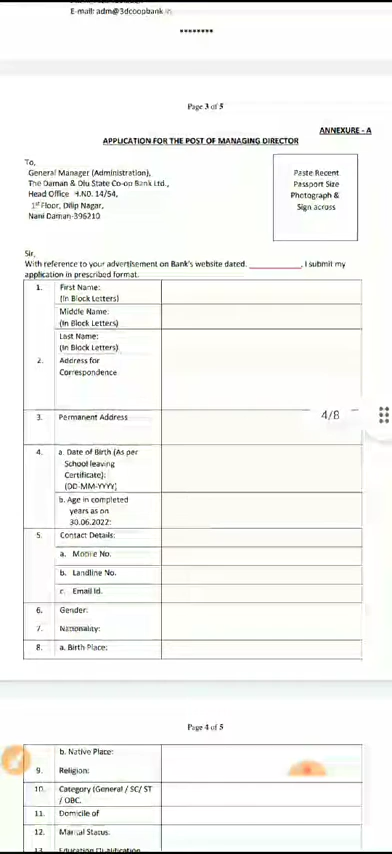 E-mail: adm@3dcoopbank.in
********
Page 3 of 5
ANNEXURE - A
APPLICATION FOR THE POST OF MANAGING DIRECTOR
To,
General Manager (Administration),
The Daman & Diu State Co-op Bank Ltd.,
Head Office H.NO. 14/54,
1st Floor, Dilip Nagar,
Nani Daman-396210
Paste Recent
Passport Size
Photograph &
Sign across
Sir,
With reference to your advertisement on Bank's website dated. __________, I submit my
application in prescribed format.
1. First Name:
(In Block Letters)
Middle Name:
(In Block Letters)
Last Name:
(In Block Letters)
2. Address for
Correspondence
3. Permanent Address
4/8
4. a. Date of Birth (As per
School leaving
Certificate):
(DD-MM-YYYY)
b. Age in completed
years as on
30.06.2022:
5. Contact Details:
a. Mobile No.
b. Landline No.
c. Email Id.
6. Gender:
7. Nationality:
8. a. Birth Place:
Page 4 of 5
b. Native Place:
9. Religion:
10. Category (General / SC/ ST
/ OBC.
11. Domicile of
12. Marital Status:
13. Education Qualification